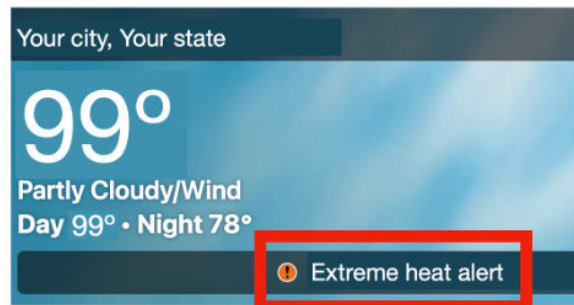 Your city, Your state
99°
Partly Cloudy/Wind
Day 99° • Night 78°
Extreme heat alert